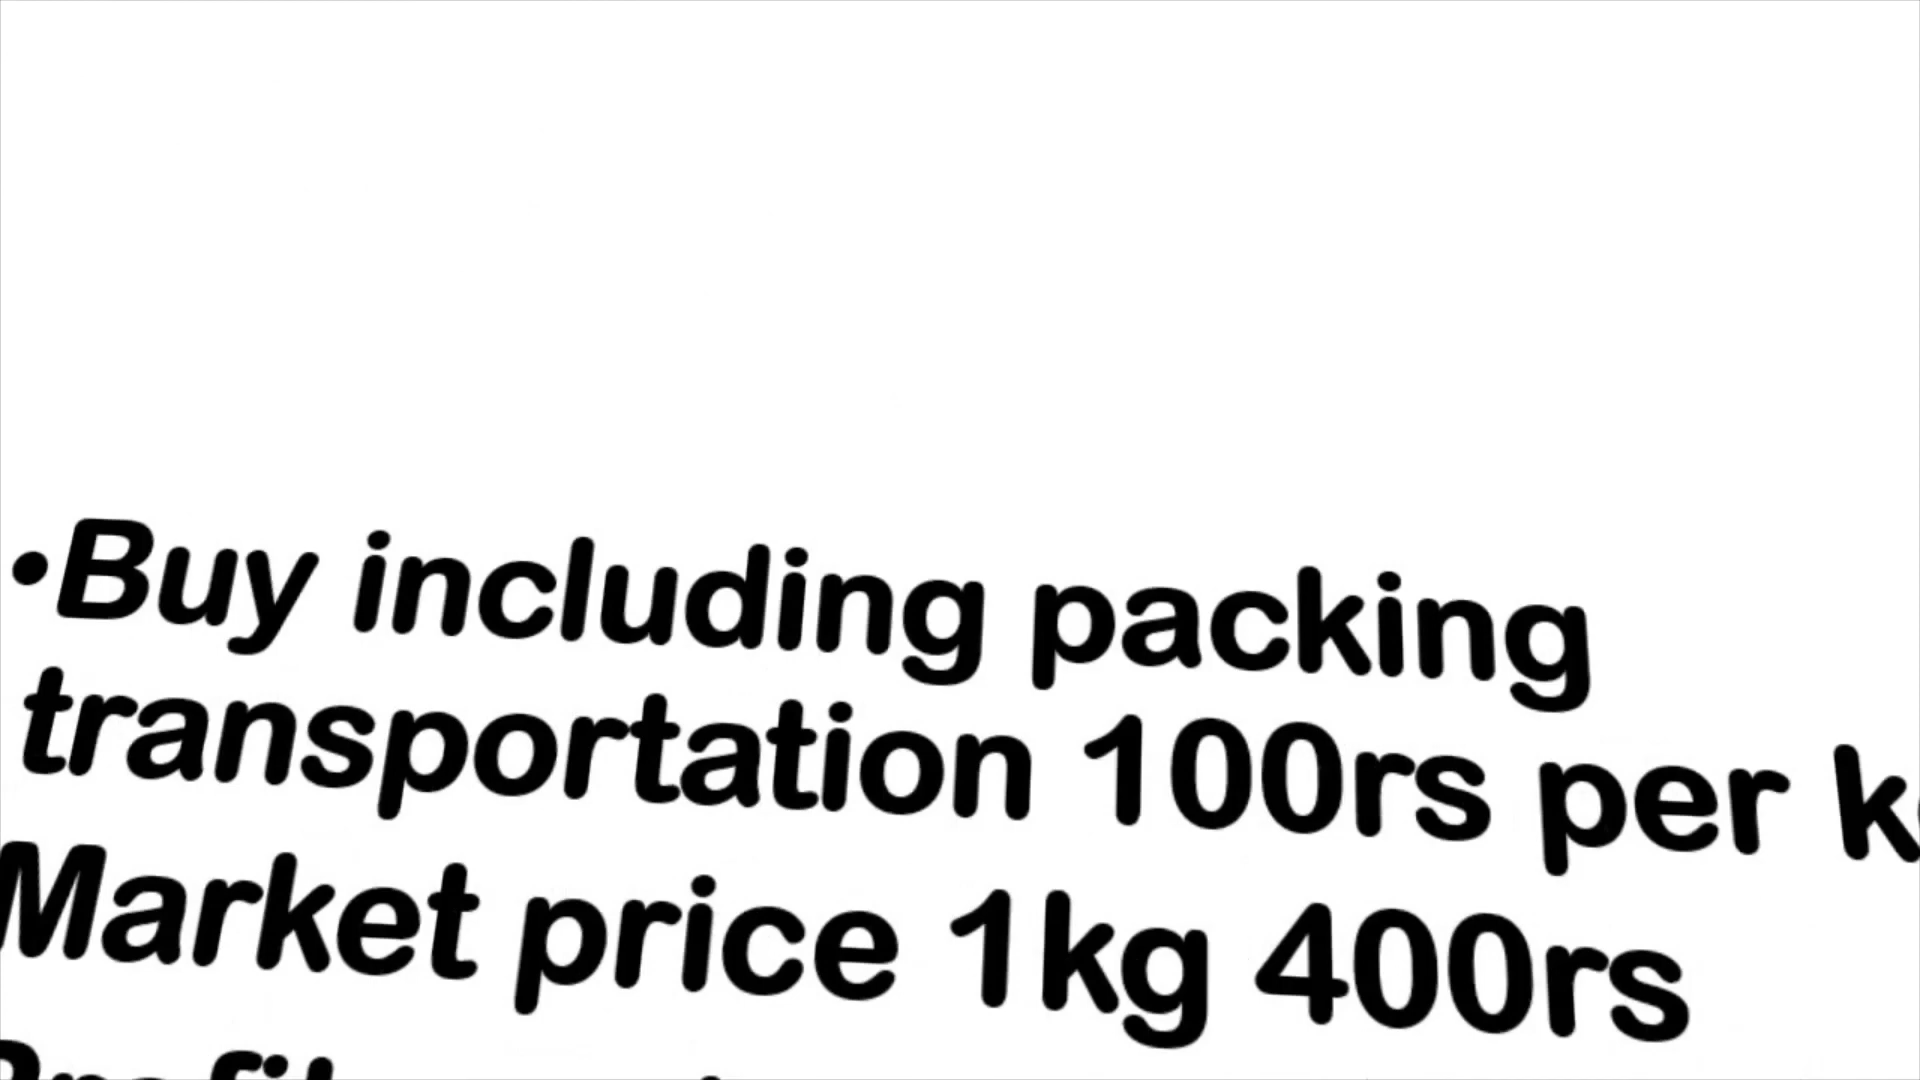 •Buy including packing
transportation 100rs per
Market price 1kg 400rs